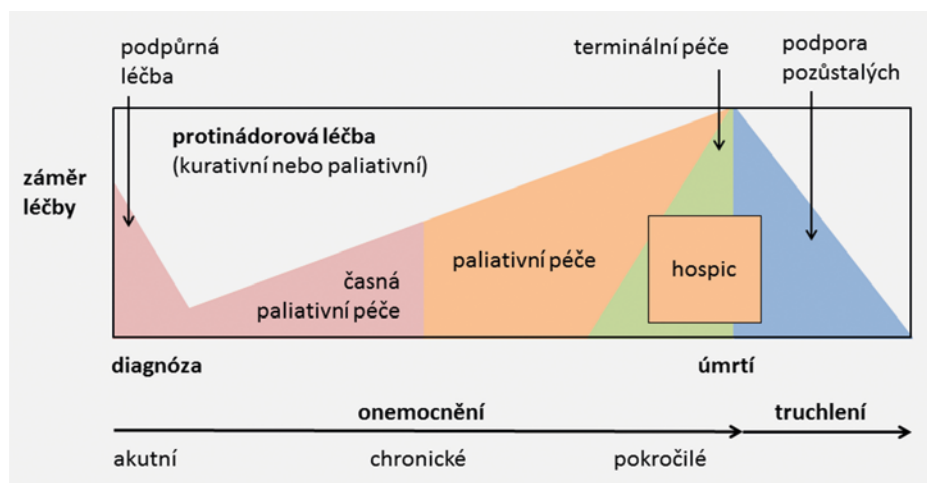 podpůrná
léčba
terminální péče
podpora
pozůstalých
protinádorová léčba
(kurativní nebo paliativní)
záměr
léčby
časná
paliativní péče
paliativní péče
hospic
diagnóza
úmrtí
onemocnění
truchlení
akutní
chronické
pokročilé